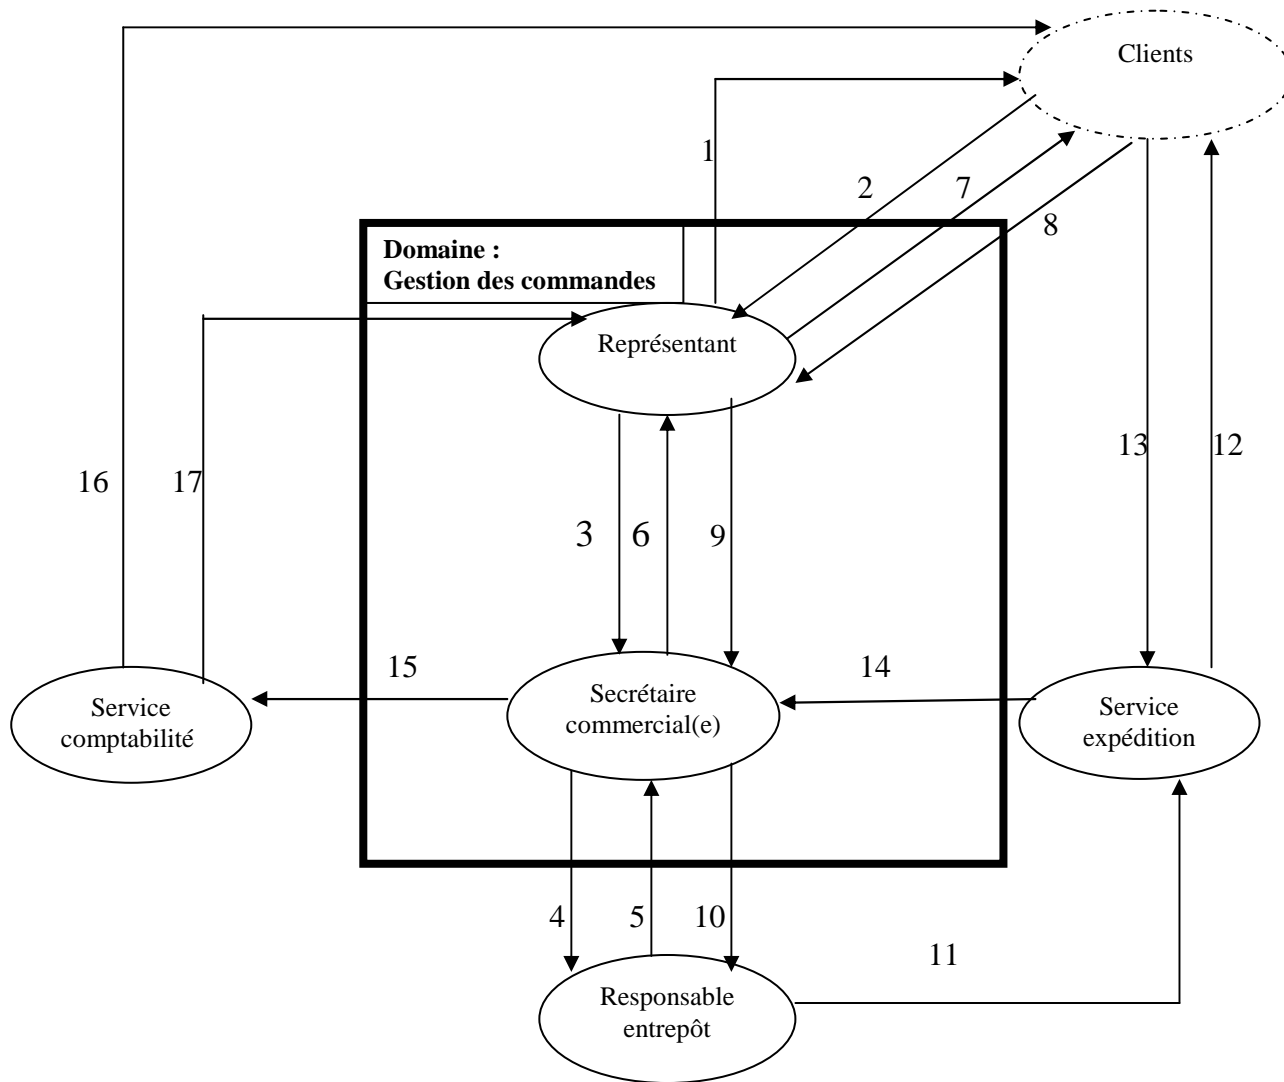 Clients
1
2
7
8
Domaine :
Gestion des commandes
Représentant
16
17
3
6
9
13
12
15
14
Service
comptabilité
Secrétaire
commercial(e)
Service
expédition
4
5
10
11
Responsable
entrepôt